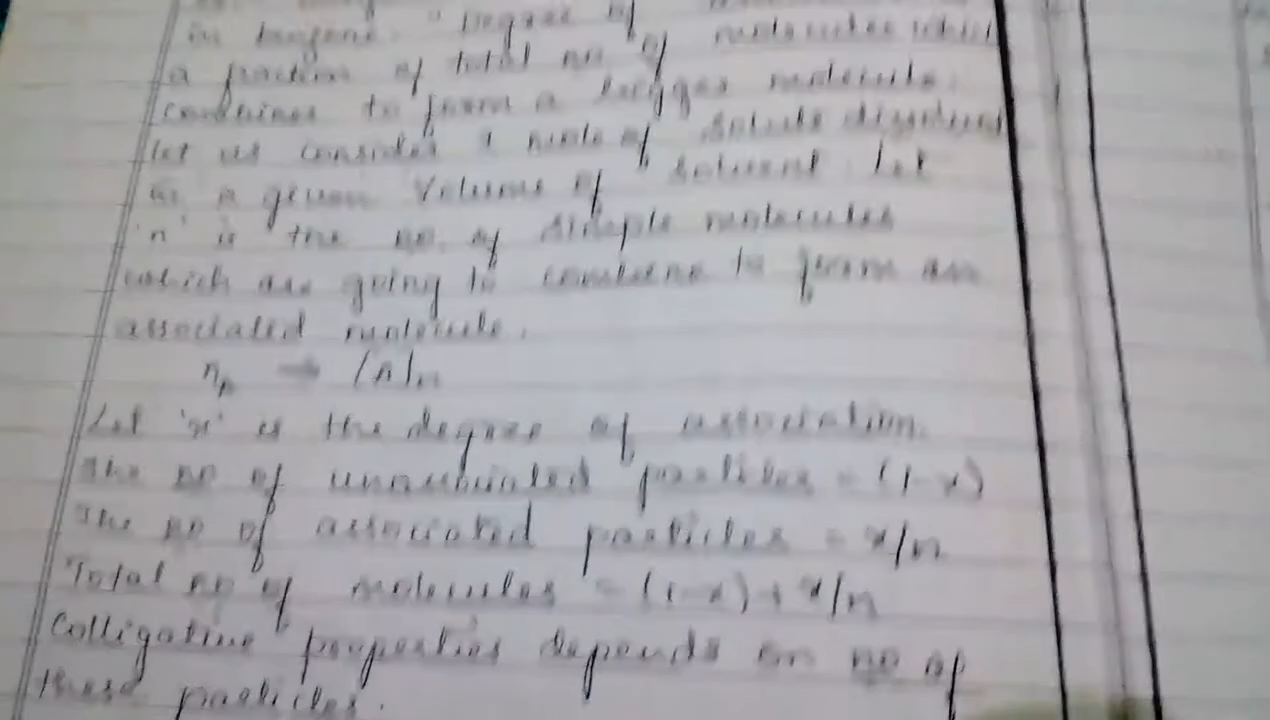 in benzene. Degree of
a fraction of total no of molecules which
combines to form a bigger molecule.
let us consider 1 mole of solute dissolved
in a given volume of solvent. Let
'n' is the no. of simple molecules
which are going to combine to form an
associated molecule.
nA → (A)n
Let 'x' is the degree of association.
The no of unassociated particles = (1-x)
The no of associated particles = x/n
Total no of molecules = (1-x) + x/n
Colligative properties depends on no of
these particles.